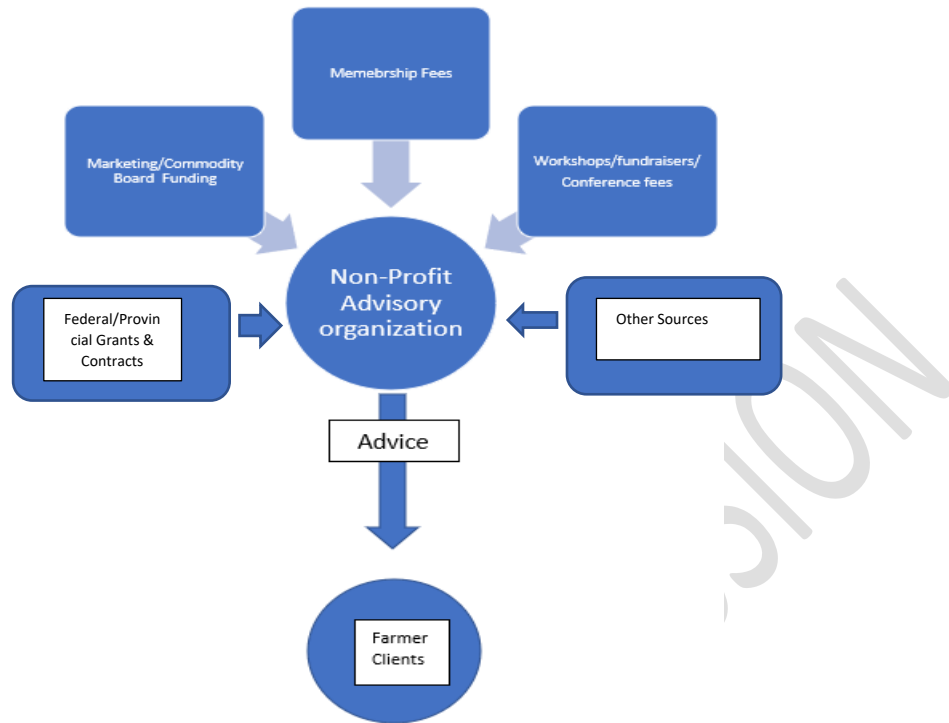 Memebrship Fees
Marketing/Commodity
Board Funding
Workshops/fundraisers/
Conference fees
Non-Profit
Advisory
organization
Federal/Provin
cial Grants &
Contracts
Other Sources
Advice
Farmer
Clients